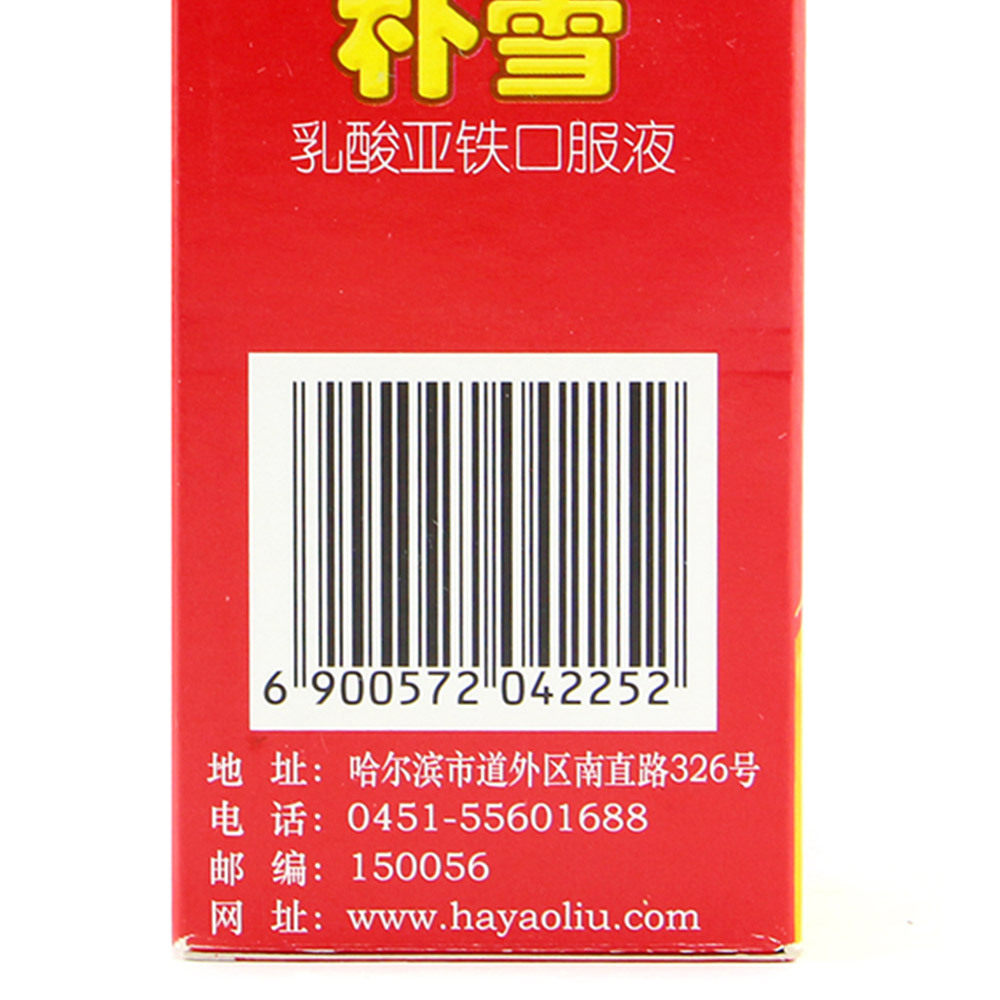 补雪
乳酸亚铁口服液
6 900572 042252
地 址：哈尔滨市道外区南直路326号
电 话：0451-55601688
邮 编：150056
网 址：www.hayaoliu.com